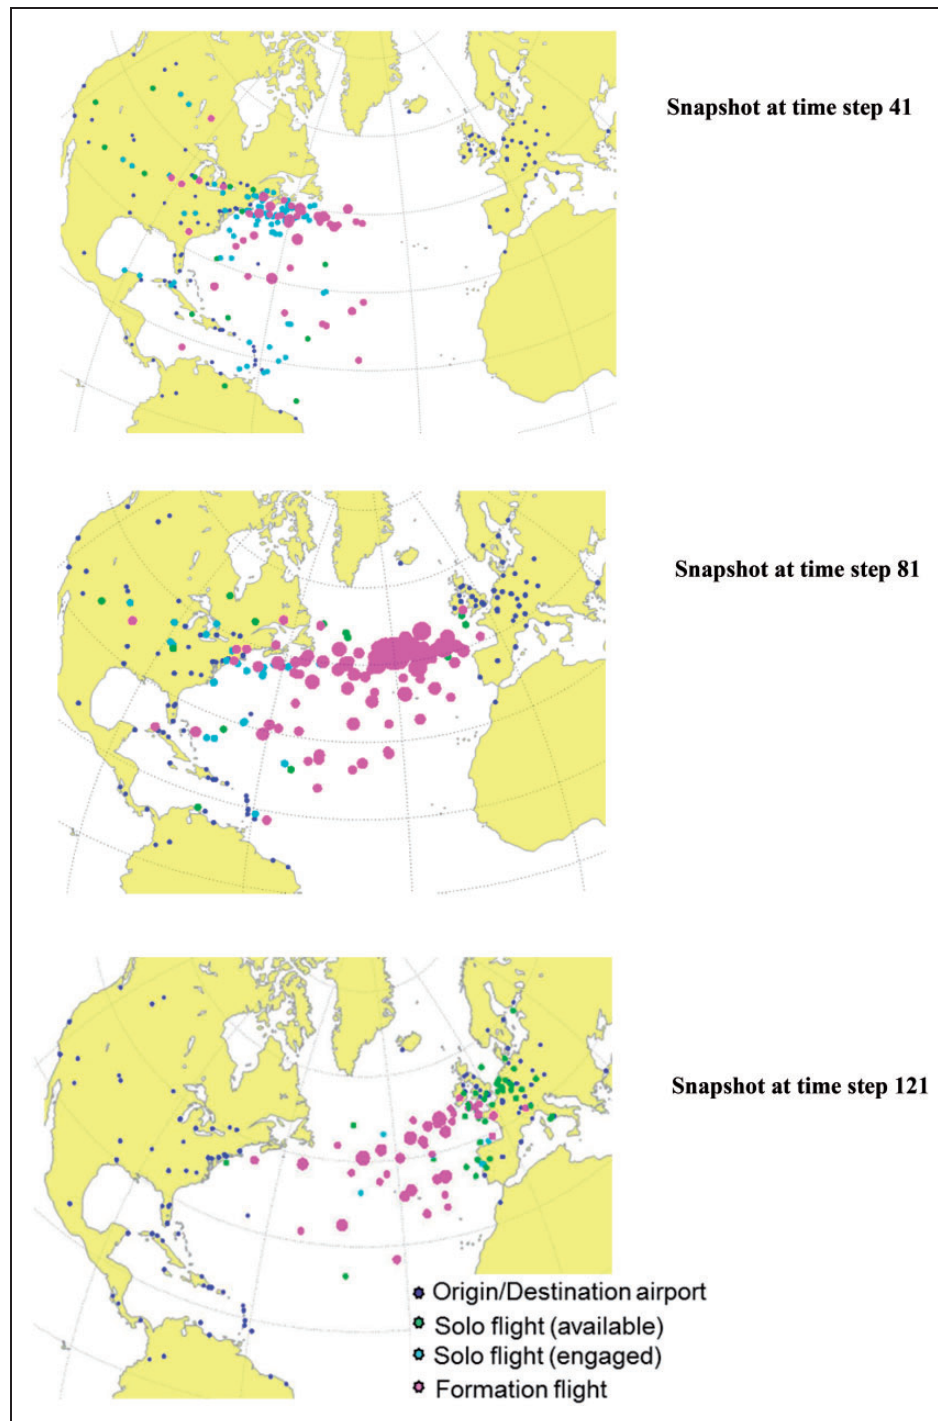 Snapshot at time step 41
Snapshot at time step 81
Snapshot at time step 121
Origin/Destination airport
Solo flight (available)
Solo flight (engaged)
Formation flight